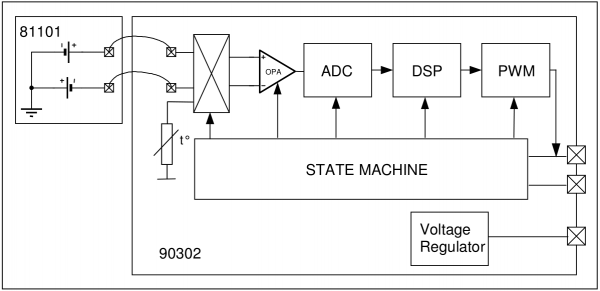 81101
- +
+ -
+
-
OPA
ADC
DSP
PWM
t°
STATE MACHINE
Voltage
Regulator
90302